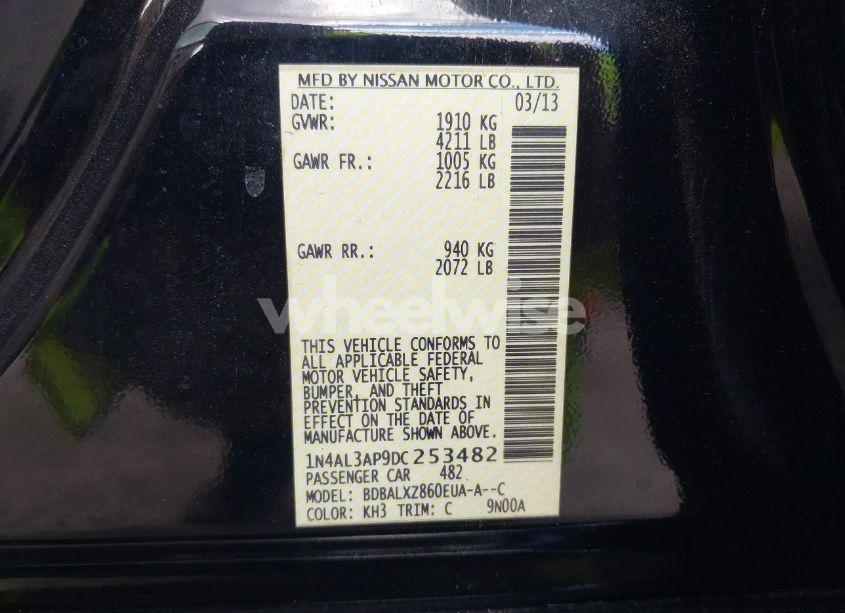 MFD BY NISSAN MOTOR CO., LTD.
DATE: 03/13
GVWR: 1910 KG
4211 LB
GAWR FR.: 1005 KG
2216 LB
GAWR RR.: 940 KG
2072 LB
wheelwise
THIS VEHICLE CONFORMS TO
ALL APPLICABLE FEDERAL
MOTOR VEHICLE SAFETY,
BUMPER, AND THEFT
PREVENTION STANDARDS IN
EFFECT ON THE DATE OF
MANUFACTURE SHOWN ABOVE.
1N4AL3AP9DC253482
PASSENGER CAR 482
MODEL: BDBALXZ860EUA-A--C
COLOR: KH3 TRIM: C 9N00A